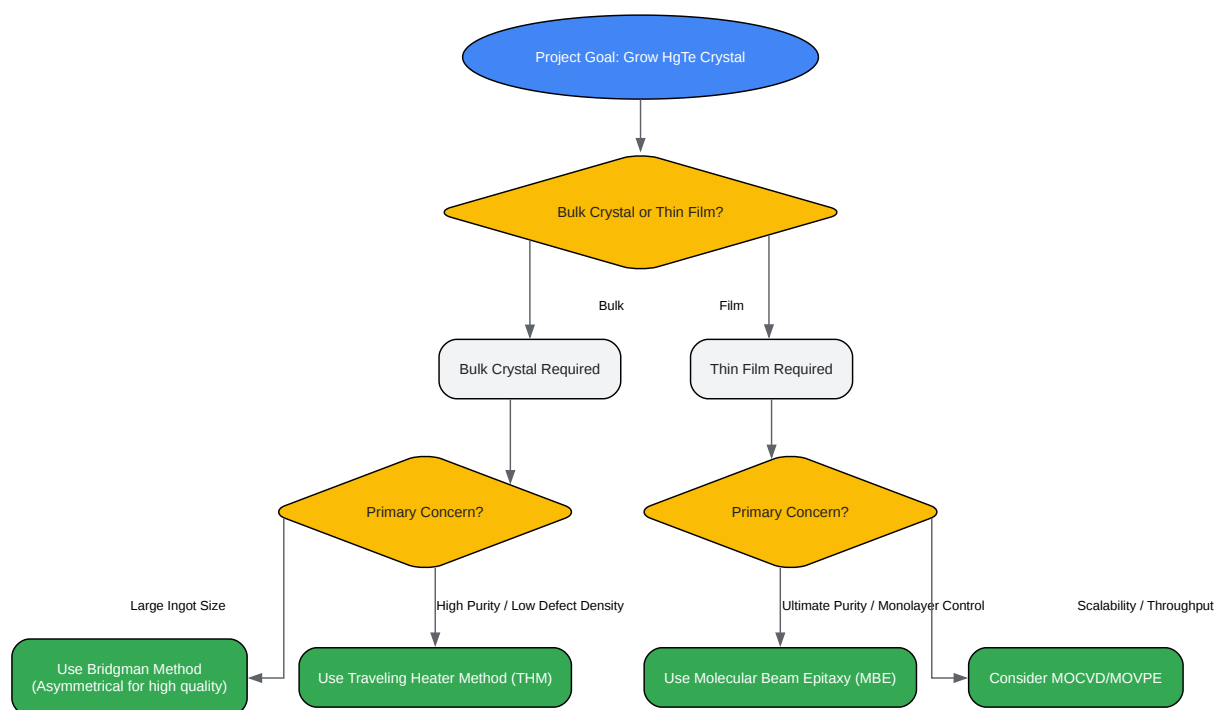 Project Goal: Grow HgTe Crystal
Bulk Crystal or Thin Film?
Bulk
Film
Bulk Crystal Required
Thin Film Required
Primary Concern?
Primary Concern?
Large Ingot Size
High Purity / Low Defect Density
Ultimate Purity / Monolayer Control
Scalability / Throughput
Use Bridgman Method
(Asymmetrical for high quality)
Use Traveling Heater Method (THM)
Use Molecular Beam Epitaxy (MBE)
Consider MOCVD/MOVPE